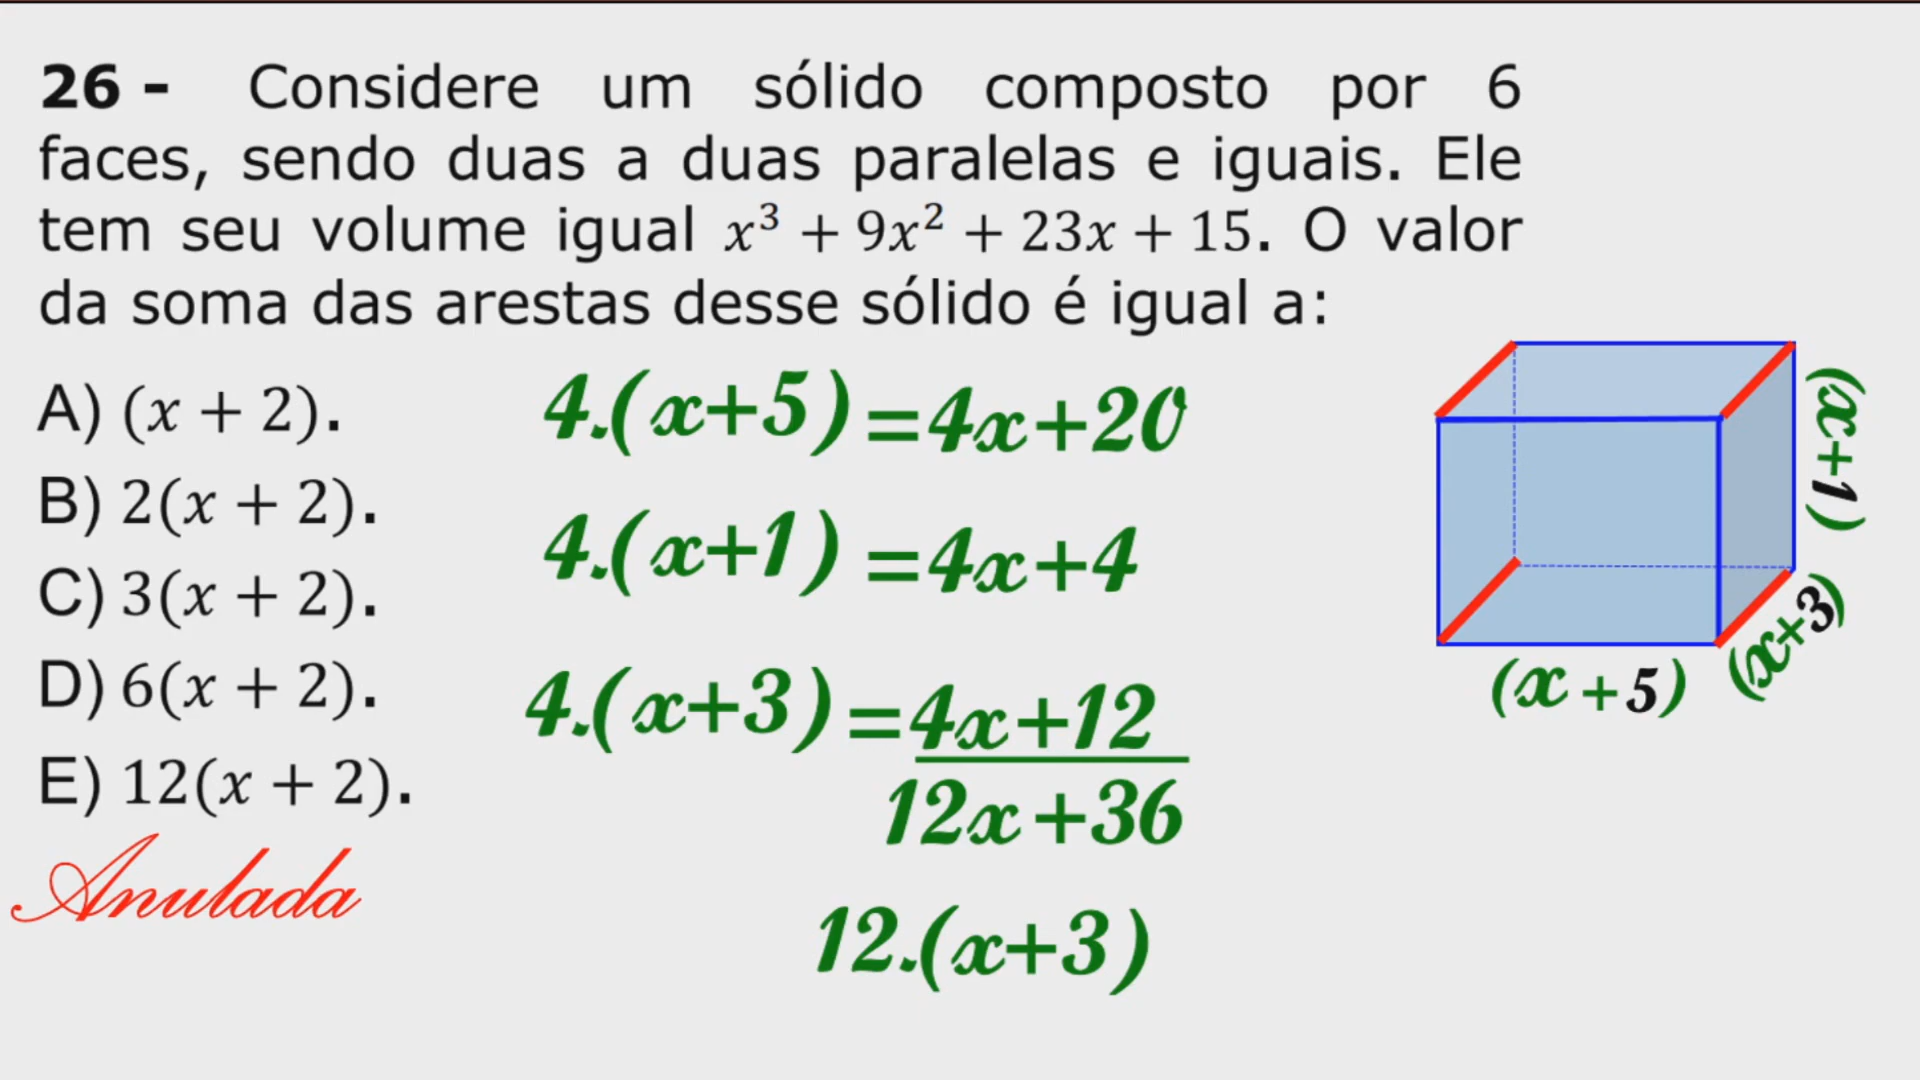 26 - Considere um sólido composto por 6
faces, sendo duas a duas paralelas e iguais. Ele
tem seu volume igual x³ + 9x² + 23x + 15. O valor
da soma das arestas desse sólido é igual a:
A) (x + 2).
B) 2(x + 2).
C) 3(x + 2).
D) 6(x + 2).
E) 12(x + 2).
Anulada
4.(x+5) =4x+20
4.(x+1) =4x+4
4.(x+3) =4x+12
12x+36
12.(x+3)
(x+1)
(x+3)
(x+5)